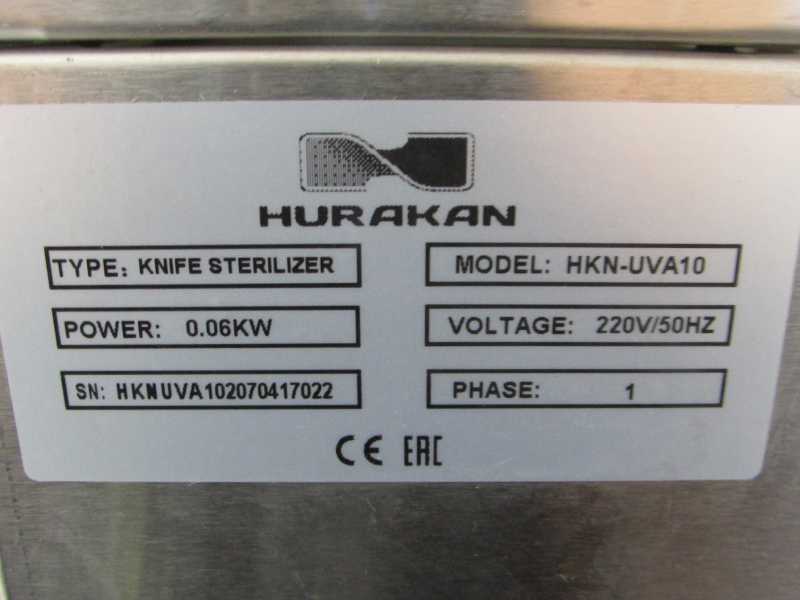 HURAKAN
TYPE: KNIFE STERILIZER
MODEL: HKN-UVA10
POWER: 0.06KW
VOLTAGE: 220V/50HZ
SN: HKNUVA102070417022
PHASE: 1
CE EAC